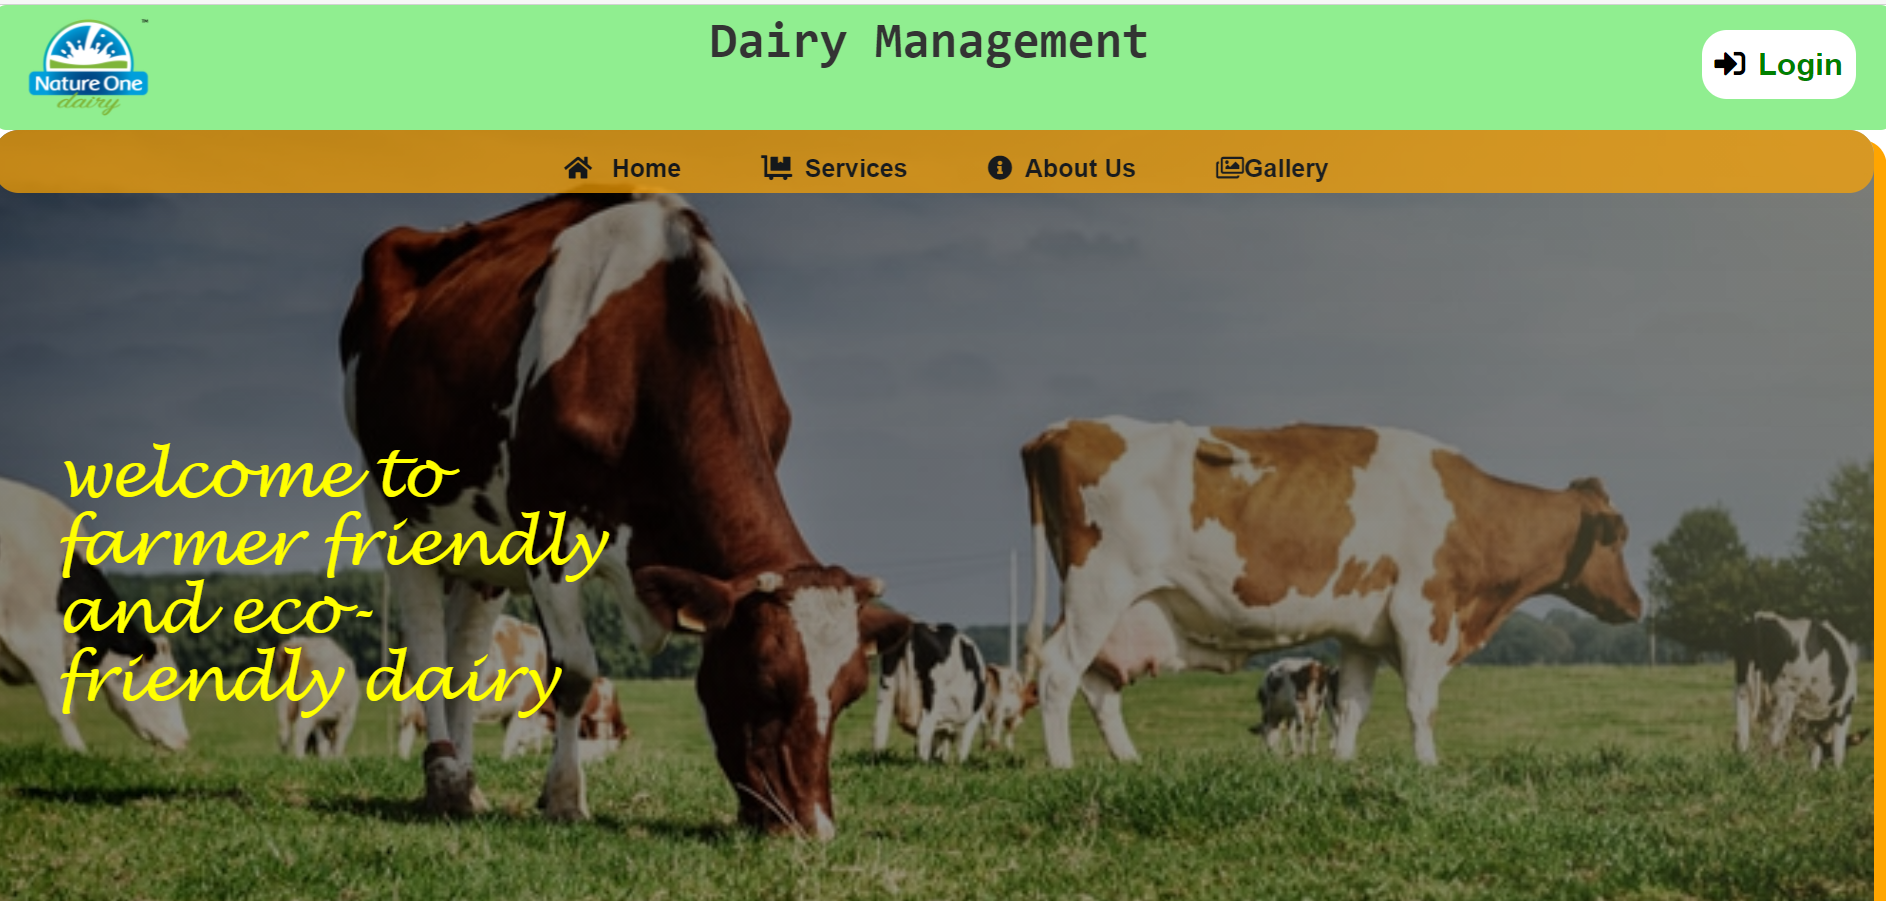 Nature One
dairy
™
Dairy Management
Login
Home Services About Us Gallery
welcome to
farmer friendly
and eco-
friendly dairy